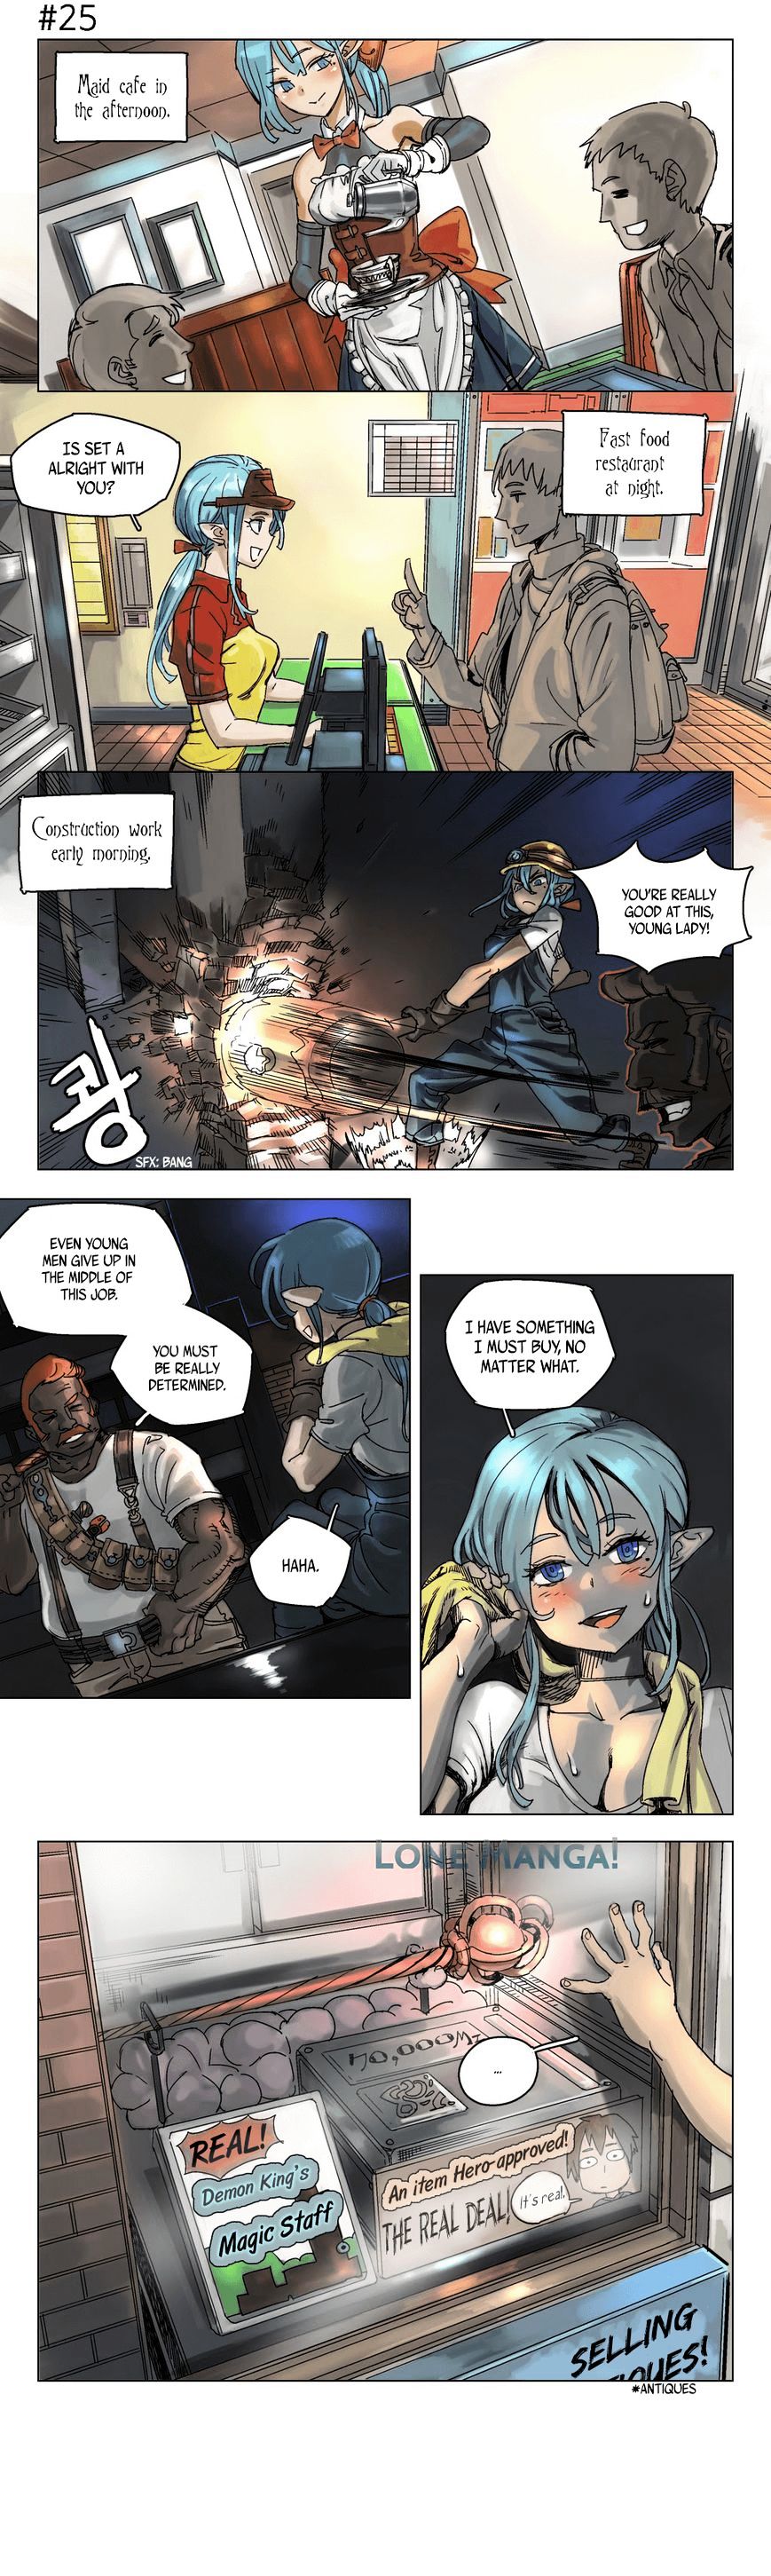 #25
Maid cafe in
the afternoon.
IS SET A
ALRIGHT WITH
YOU?
Fast food
restaurant
at night.
Construction work
early morning.
YOU'RE REALLY
GOOD AT THIS,
YOUNG LADY!
쾅
SFX: BANG
EVEN YOUNG
MEN GIVE UP IN
THE MIDDLE OF
THIS JOB.
YOU MUST
BE REALLY
DETERMINED.
HAHA.
I HAVE SOMETHING
I MUST BUY, NO
MATTER WHAT.
LONE MANGA!
...
REAL!
Demon King's
Magic Staff
An item Hero-approved!
THE REAL DEAL!
It's real.
SELLING
*ANTIQUES